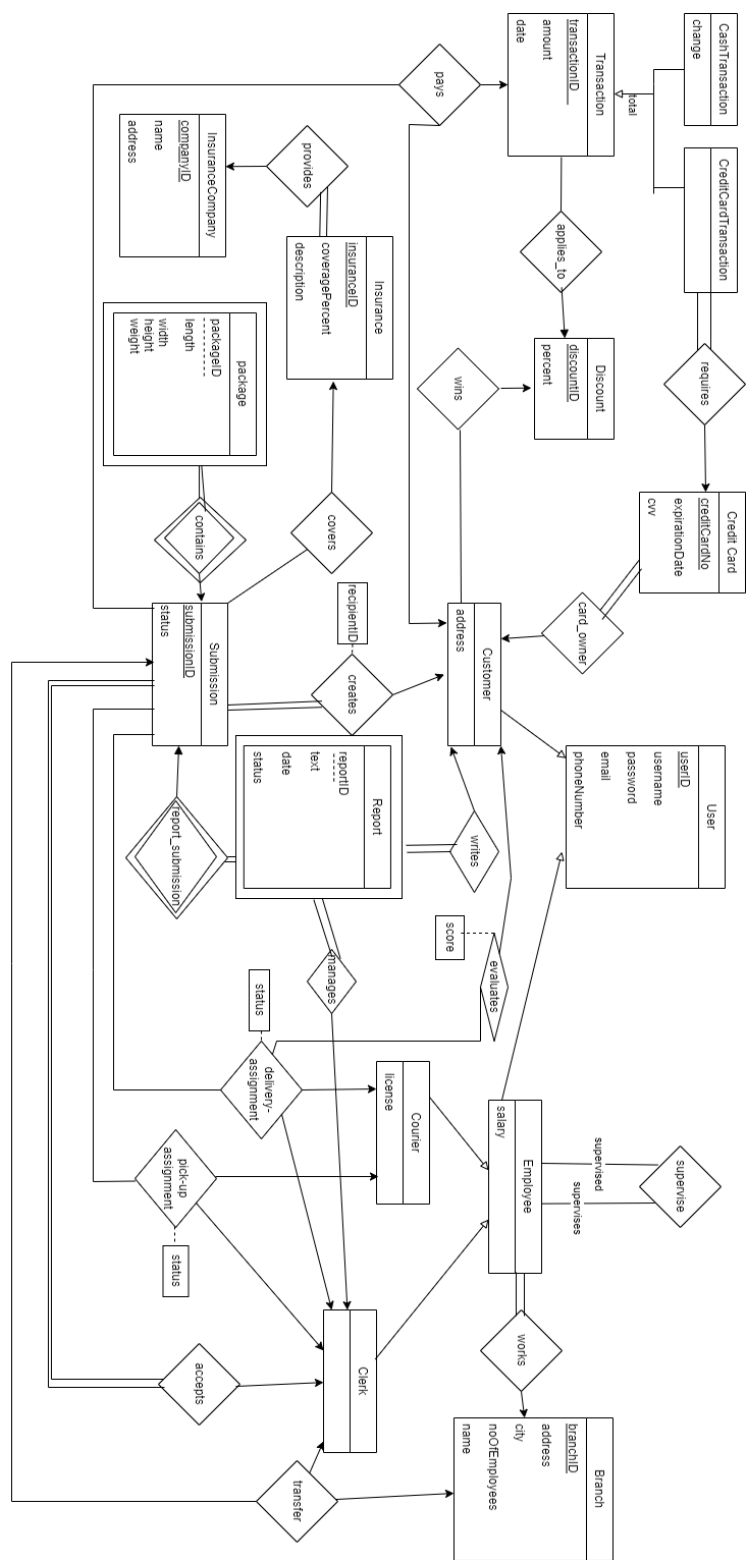 CashTransaction
change
CreditCardTransaction
total
requires
Credit Card
creditCardNo
expirationDate
cvv
Transaction
transactionID
amount
date
applies_to
Discount
discountID
percent
wins
card_owner
User
userID
username
password
email
phoneNumber
supervise
supervised
supervises
Employee
salary
works
Branch
branchID
address
city
noOfEmployees
name
pays
Customer
address
writes
evaluates
score
Insurance
insuranceID
coveragePercent
description
provides
InsuranceCompany
companyID
name
address
covers
creates
recipientID
Report
reportID
text
date
status
manages
Courier
license
Clerk
package
packageID
length
width
height
weight
contains
Submission
submissionID
status
report_submission
delivery-
assignment
status
pick-up
assignment
status
accepts
transfer